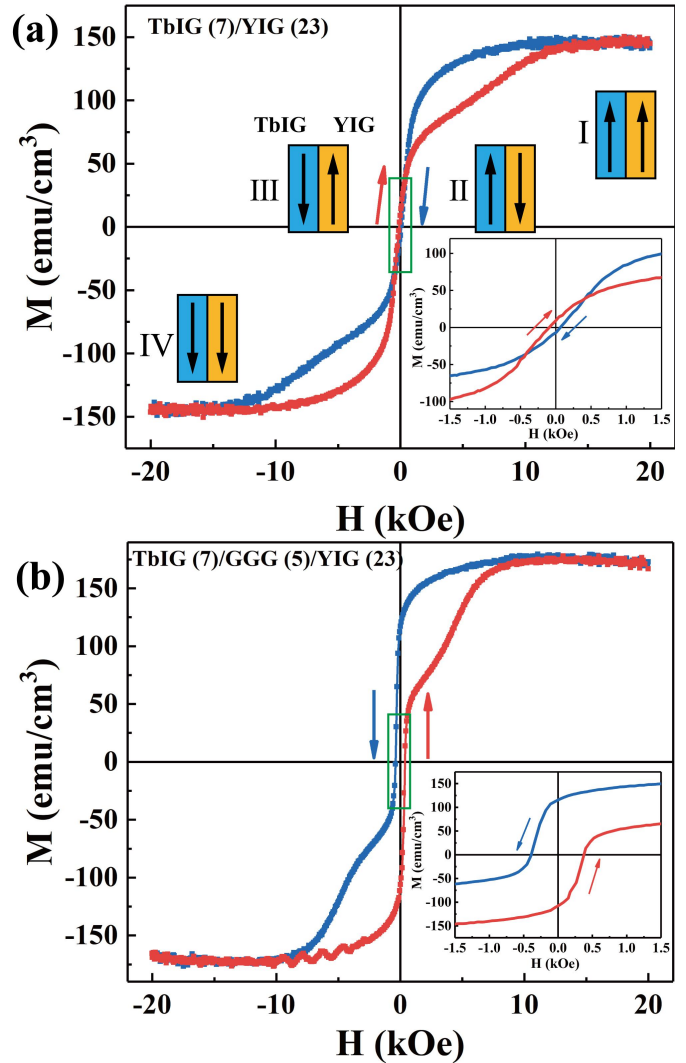 (a)
TbIG (7)/YIG (23)
150
100
50
0
-50
-100
-150
M (emu/cm³)
TbIG YIG
I
II
III
IV
100
50
0
-50
-100
M (emu/cm³)
-1.5 -1.0 -0.5 0.0 0.5 1.0 1.5
H (kOe)
-20 -10 0 10 20
H (kOe)
(b)
TbIG (7)/GGG (5)/YIG (23)
150
100
50
0
-50
-100
-150
M (emu/cm³)
150
100
50
0
-50
-100
-150
M (emu/cm³)
-1.5 -1.0 -0.5 0.0 0.5 1.0 1.5
H (kOe)
-20 -10 0 10 20
H (kOe)